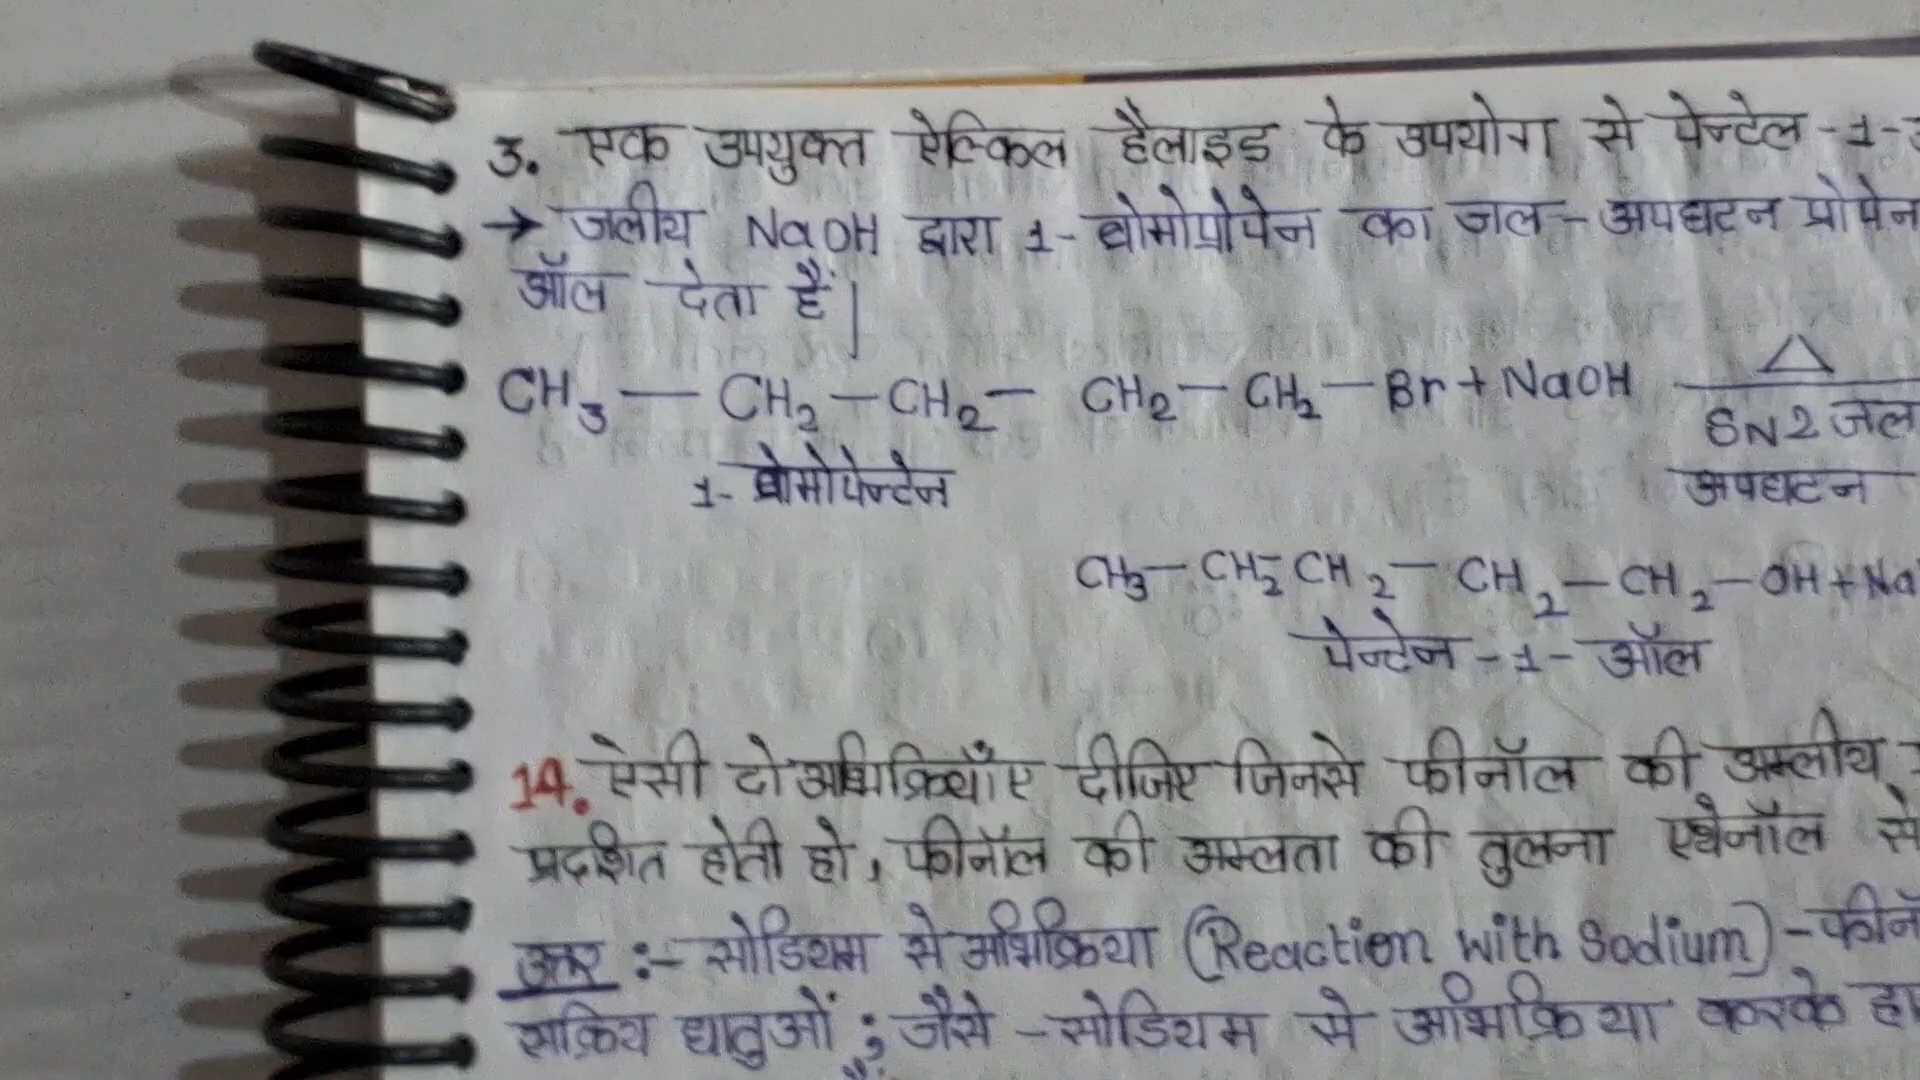 3. एक उपयुक्त ऐल्किल हैलाइड के उपयोग से पेन्टेल -1-
→ जलीय NaOH द्वारा 1- ब्रोमोप्रोपेन का जल - अपघटन प्रोपेन
ऑल देता है।
CH3 — CH2 — CH2 — CH2 — CH2 — Br + NaOH △
SN2 जल
1- ब्रोमोपेन्टेन अपघटन
CH3 — CH2 - CH2 — CH2 — CH2 — OH + Na
पेन्टेन - 1 - ऑल
14. ऐसी दो अभिक्रियाँए दीजिए जिनसे फीनॉल की अम्लीय
प्रदर्शित होती हो, फीनॉल की अम्लता की तुलना एथेनॉल से
उत्तर :- सोडियम से अभिक्रिया (Reaction with Sodium) - फीनॉ
सक्रिय धातुओं ; जैसे - सोडियम से अभिक्रिया करके हा